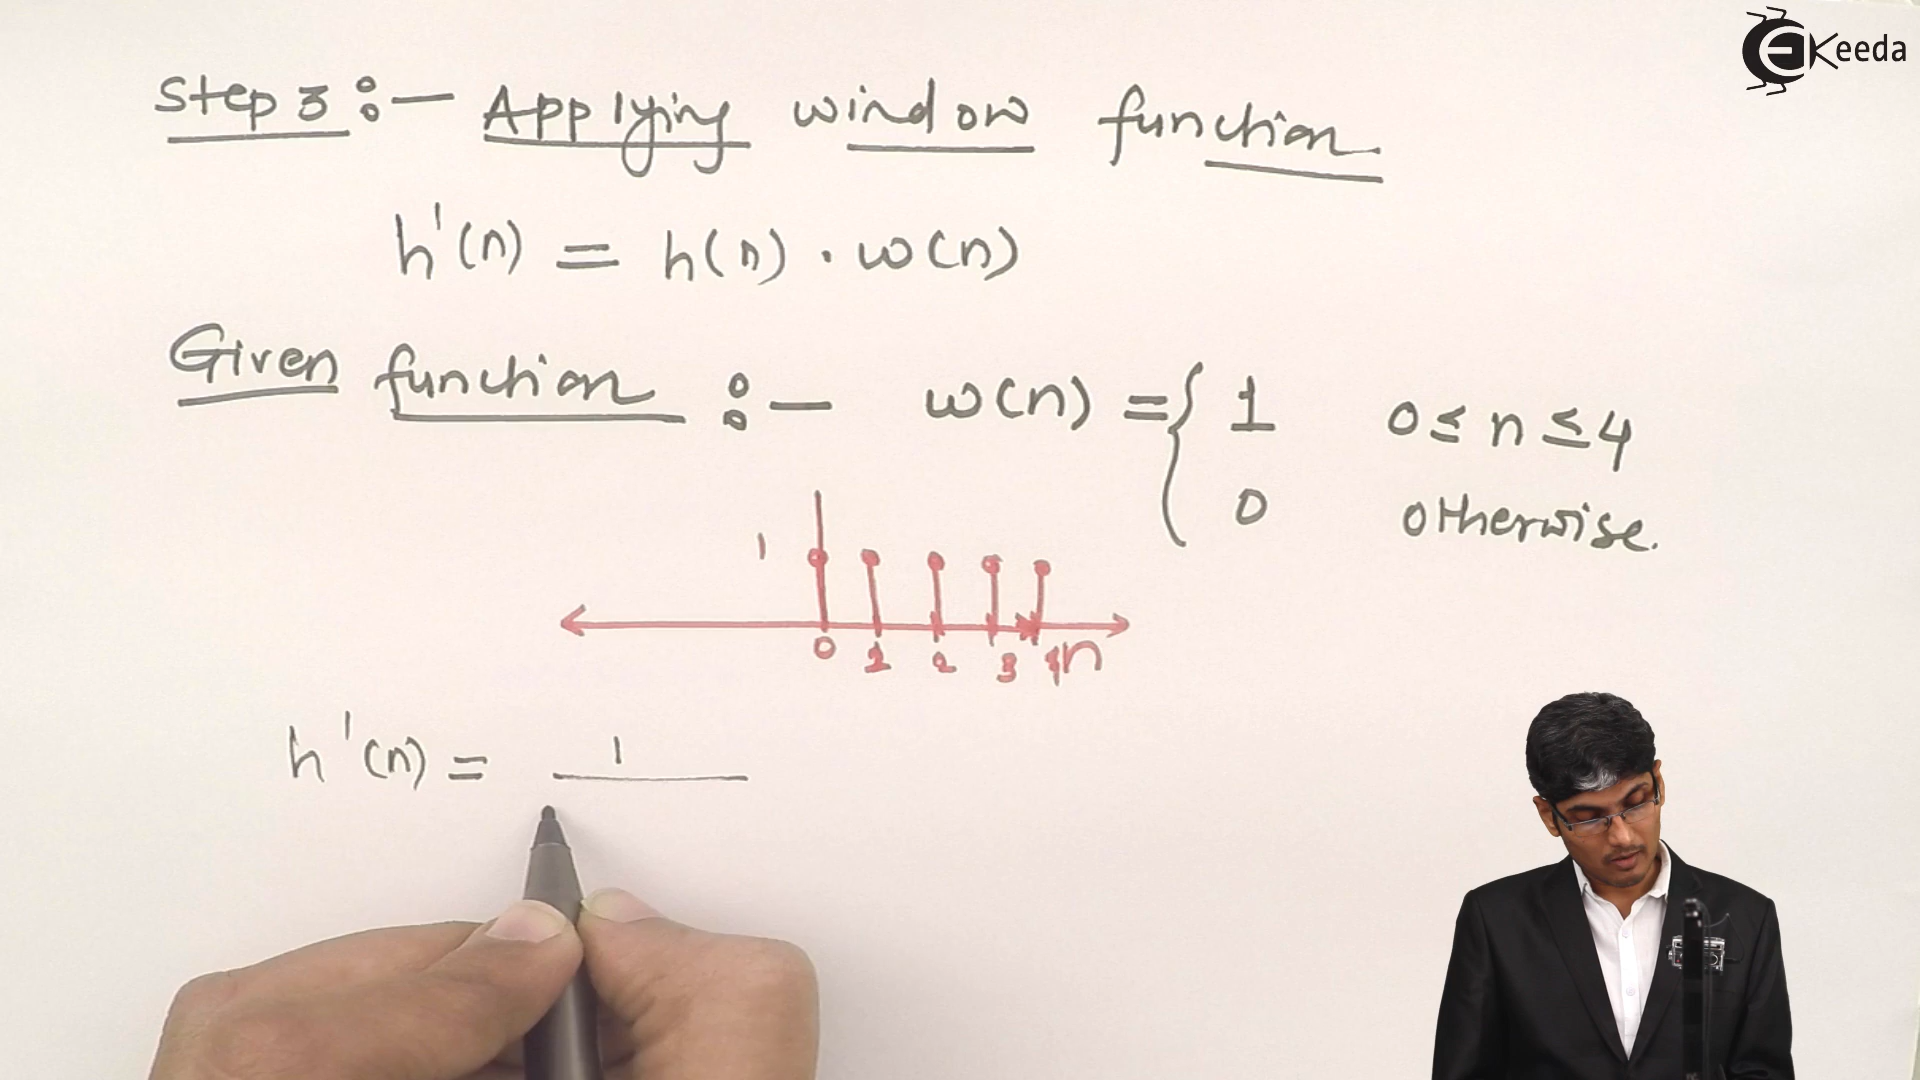 EKeeda
Step 3 :- Applying window function
h'(n) = h(n) . w(n)
Given function :- w(n) = { 1 0 ≤ n ≤ 4
0 otherwise.
1
0 1 2 3 4 n
h'(n) = 1